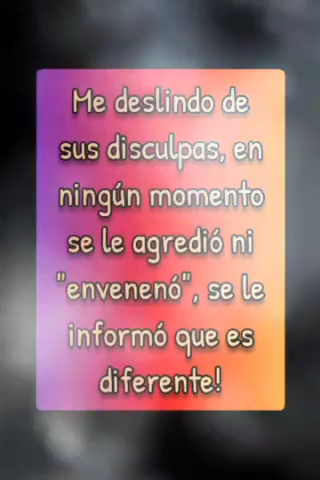 Me deslindo de
sus disculpas, en
ningún momento
se le agredió ni
"envenenó", se le
informó que es
diferente!